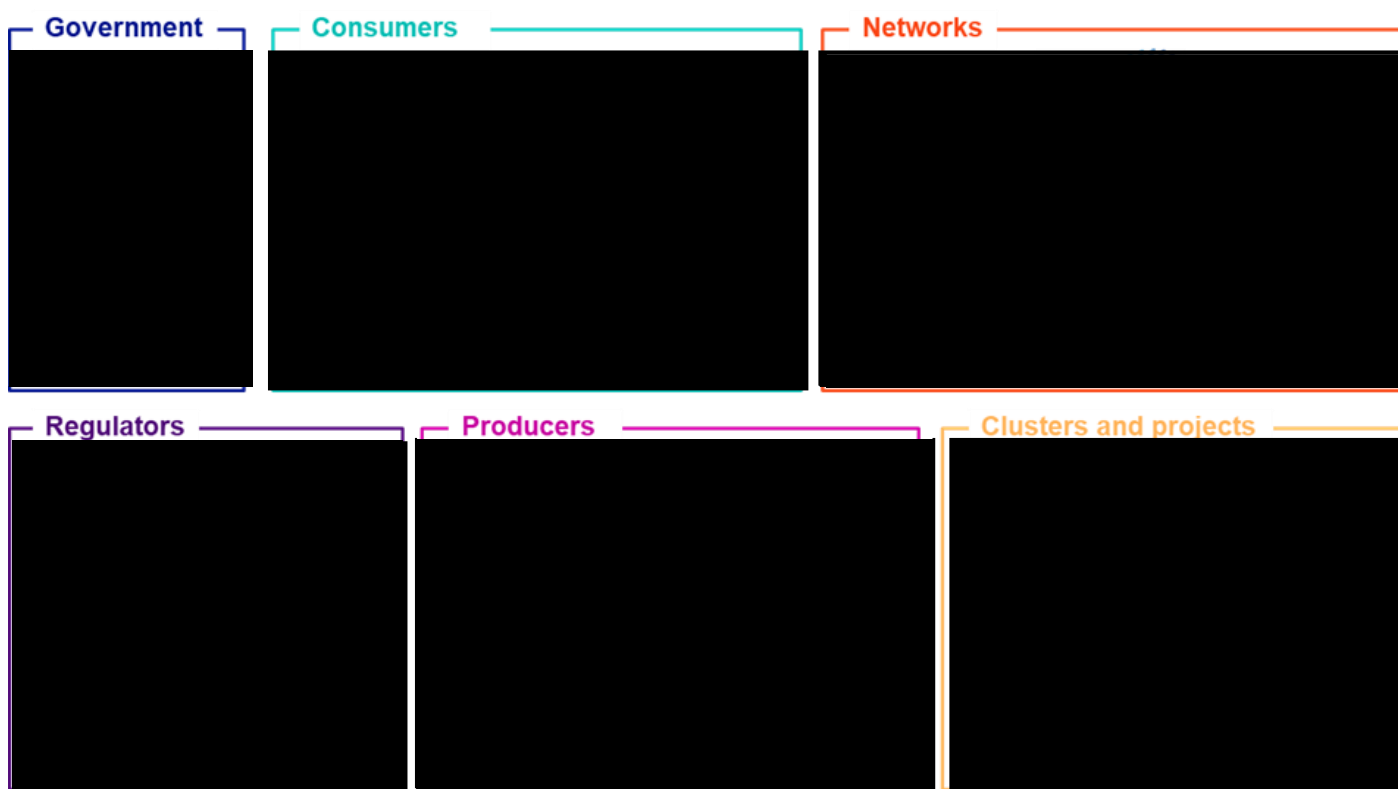 Government
Consumers
Networks
Regulators
Producers
Clusters and projects